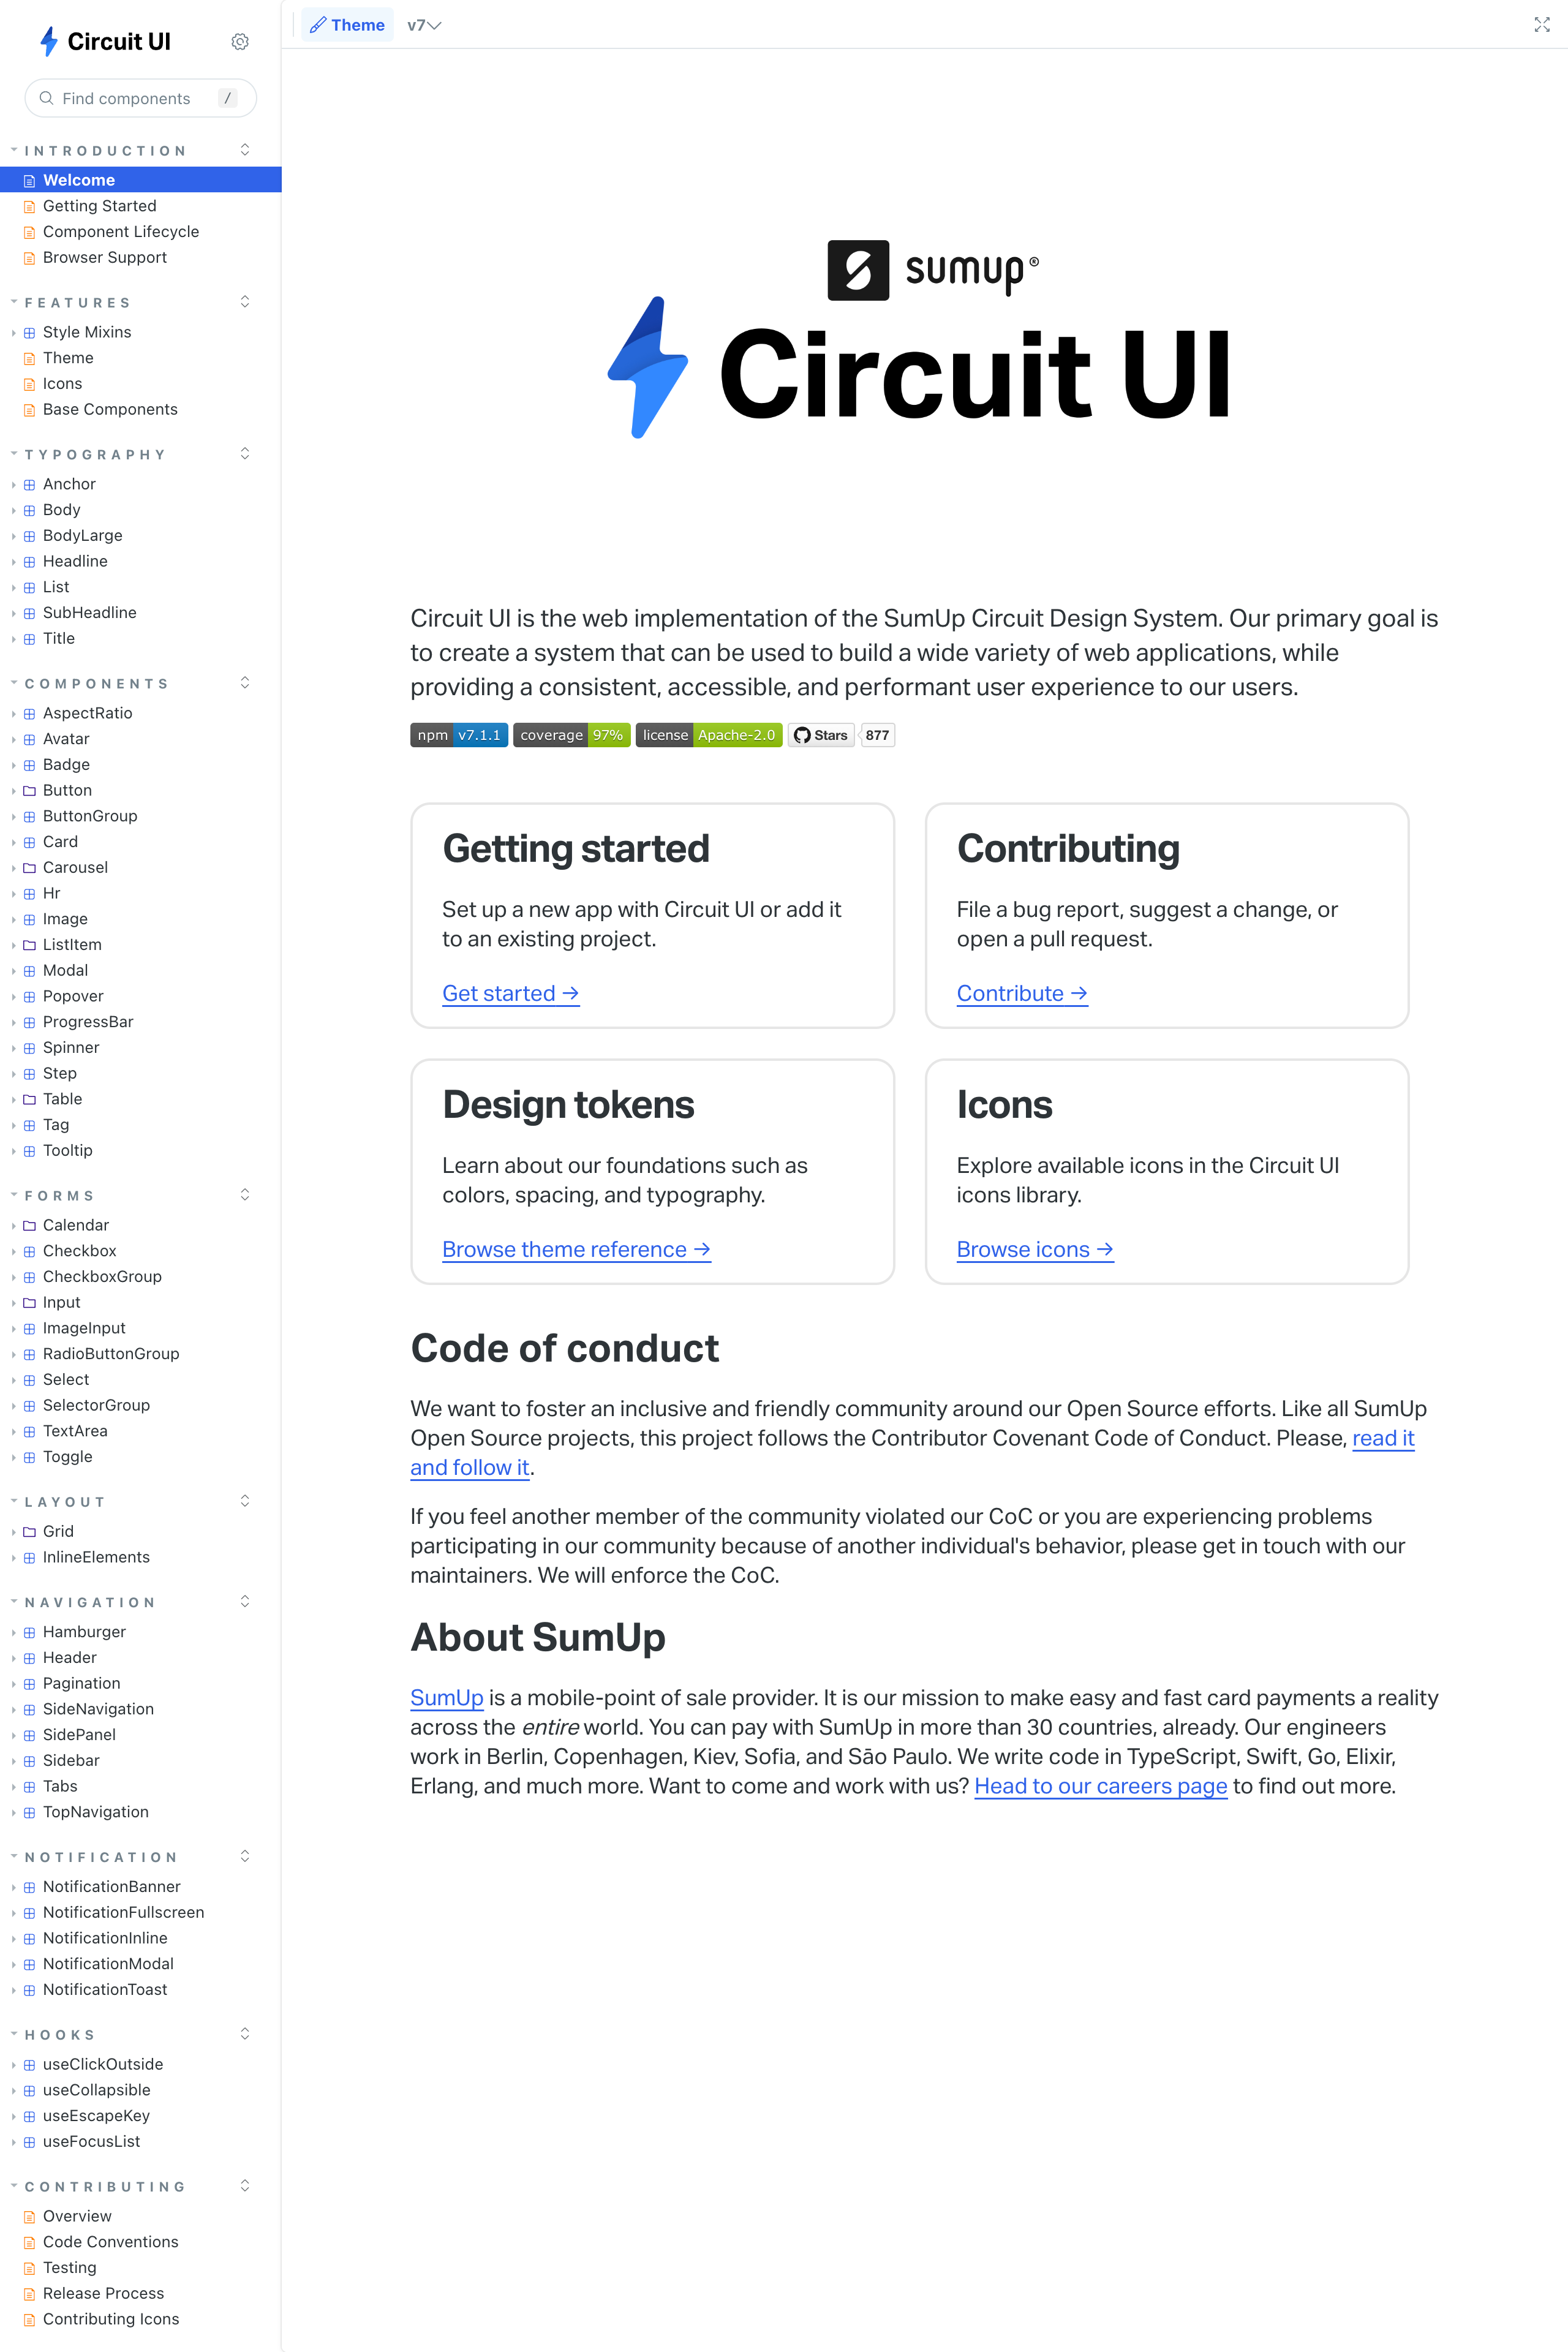 Circuit UI
Find components /
INTRODUCTION
Welcome
Getting Started
Component Lifecycle
Browser Support
FEATURES
Style Mixins
Theme
Icons
Base Components
TYPOGRAPHY
Anchor
Body
BodyLarge
Headline
List
SubHeadline
Title
COMPONENTS
AspectRatio
Avatar
Badge
Button
ButtonGroup
Card
Carousel
Hr
Image
ListItem
Modal
Popover
ProgressBar
Spinner
Step
Table
Tag
Tooltip
FORMS
Calendar
Checkbox
CheckboxGroup
Input
ImageInput
RadioButtonGroup
Select
SelectorGroup
TextArea
Toggle
LAYOUT
Grid
InlineElements
NAVIGATION
Hamburger
Header
Pagination
SideNavigation
SidePanel
Sidebar
Tabs
TopNavigation
NOTIFICATION
NotificationBanner
NotificationFullscreen
NotificationInline
NotificationModal
NotificationToast
HOOKS
useClickOutside
useCollapsible
useEscapeKey
useFocusList
CONTRIBUTING
Overview
Code Conventions
Testing
Release Process
Contributing Icons
Theme v7
sumup®
Circuit UI
Circuit UI is the web implementation of the SumUp Circuit Design System. Our primary goal is
to create a system that can be used to build a wide variety of web applications, while
providing a consistent, accessible, and performant user experience to our users.
npm v7.1.1 coverage 97% license Apache-2.0 Stars 877
Getting started
Set up a new app with Circuit UI or add it
to an existing project.
Get started →
Contributing
File a bug report, suggest a change, or
open a pull request.
Contribute →
Design tokens
Learn about our foundations such as
colors, spacing, and typography.
Browse theme reference →
Icons
Explore available icons in the Circuit UI
icons library.
Browse icons →
Code of conduct
We want to foster an inclusive and friendly community around our Open Source efforts. Like all SumUp
Open Source projects, this project follows the Contributor Covenant Code of Conduct. Please, read it
and follow it.
If you feel another member of the community violated our CoC or you are experiencing problems
participating in our community because of another individual's behavior, please get in touch with our
maintainers. We will enforce the CoC.
About SumUp
SumUp is a mobile-point of sale provider. It is our mission to make easy and fast card payments a reality
across the entire world. You can pay with SumUp in more than 30 countries, already. Our engineers
work in Berlin, Copenhagen, Kiev, Sofia, and São Paulo. We write code in TypeScript, Swift, Go, Elixir,
Erlang, and much more. Want to come and work with us? Head to our careers page to find out more.